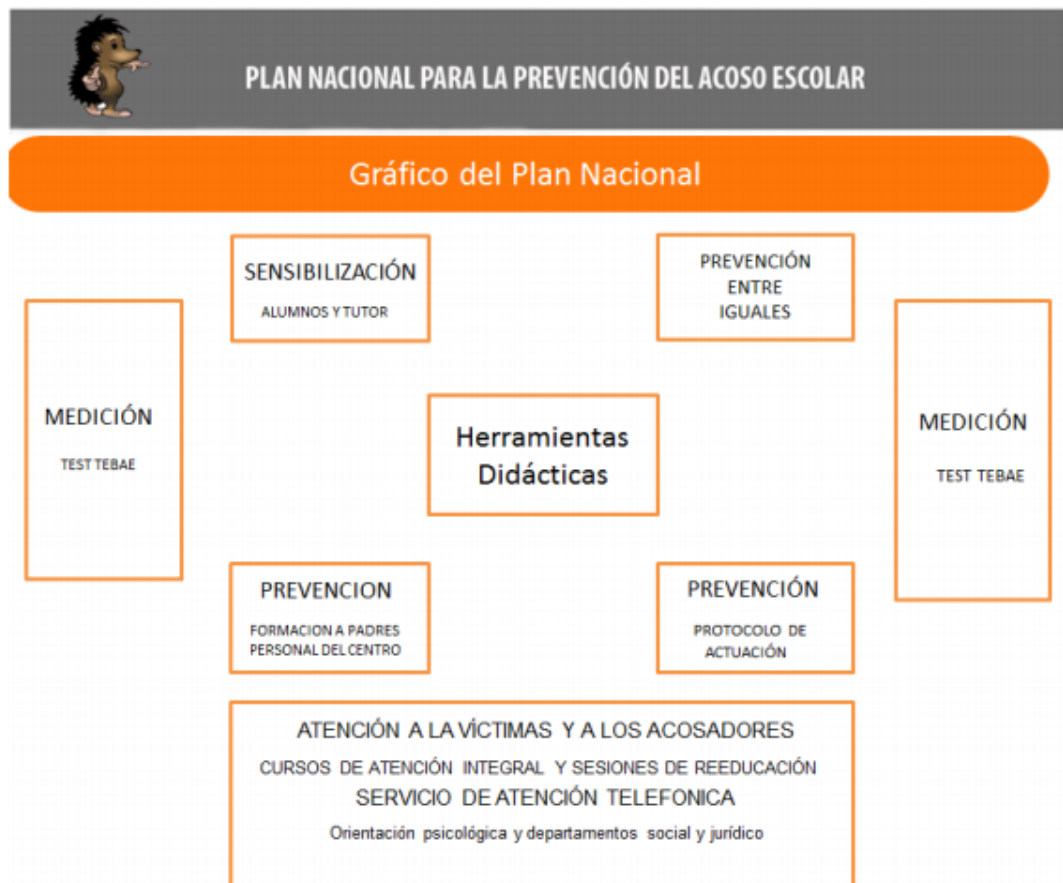 PLAN NACIONAL PARA LA PREVENCIÓN DEL ACOSO ESCOLAR
Gráfico del Plan Nacional
SENSIBILIZACIÓN
ALUMNOS Y TUTOR
PREVENCIÓN
ENTRE
IGUALES
MEDICIÓN
TEST TEBAE
Herramientas
Didácticas
MEDICIÓN
TEST TEBAE
PREVENCION
FORMACION A PADRES
PERSONAL DEL CENTRO
PREVENCIÓN
PROTOCOLO DE
ACTUACIÓN
ATENCIÓN A LA VÍCTIMAS Y A LOS ACOSADORES
CURSOS DE ATENCIÓN INTEGRAL Y SESIONES DE REEDUCACIÓN
SERVICIO DE ATENCIÓN TELEFONICA
Orientación psicológica y departamentos social y jurídico